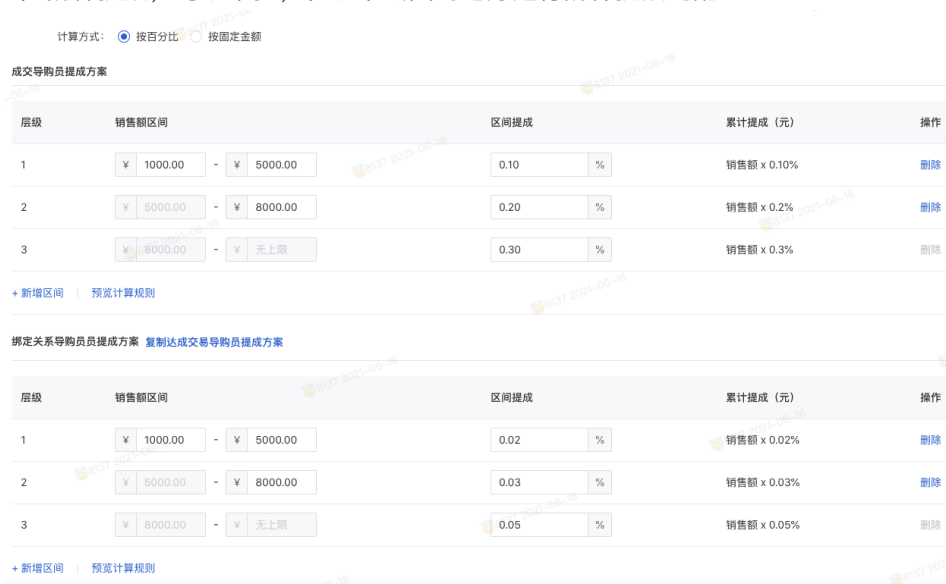 计算方式： 按百分比 按固定金额
成交导购员提成方案
层级 销售额区间 区间提成 累计提成（元） 操作
1 ¥ 1000.00 - ¥ 5000.00 0.10 % 销售额 x 0.10% 删除
2 ¥ 5000.00 - ¥ 8000.00 0.20 % 销售额 x 0.2% 删除
3 ¥ 8000.00 - ¥ 无上限 0.30 % 销售额 x 0.3% 删除
+ 新增区间 预览计算规则
绑定关系导购员员提成方案 复制达成交易导购员提成方案
层级 销售额区间 区间提成 累计提成（元） 操作
1 ¥ 1000.00 - ¥ 5000.00 0.02 % 销售额 x 0.02% 删除
2 ¥ 5000.00 - ¥ 8000.00 0.03 % 销售额 x 0.03% 删除
3 ¥ 8000.00 - ¥ 无上限 0.05 % 销售额 x 0.05% 删除
+ 新增区间 预览计算规则
8137 2021-06-16